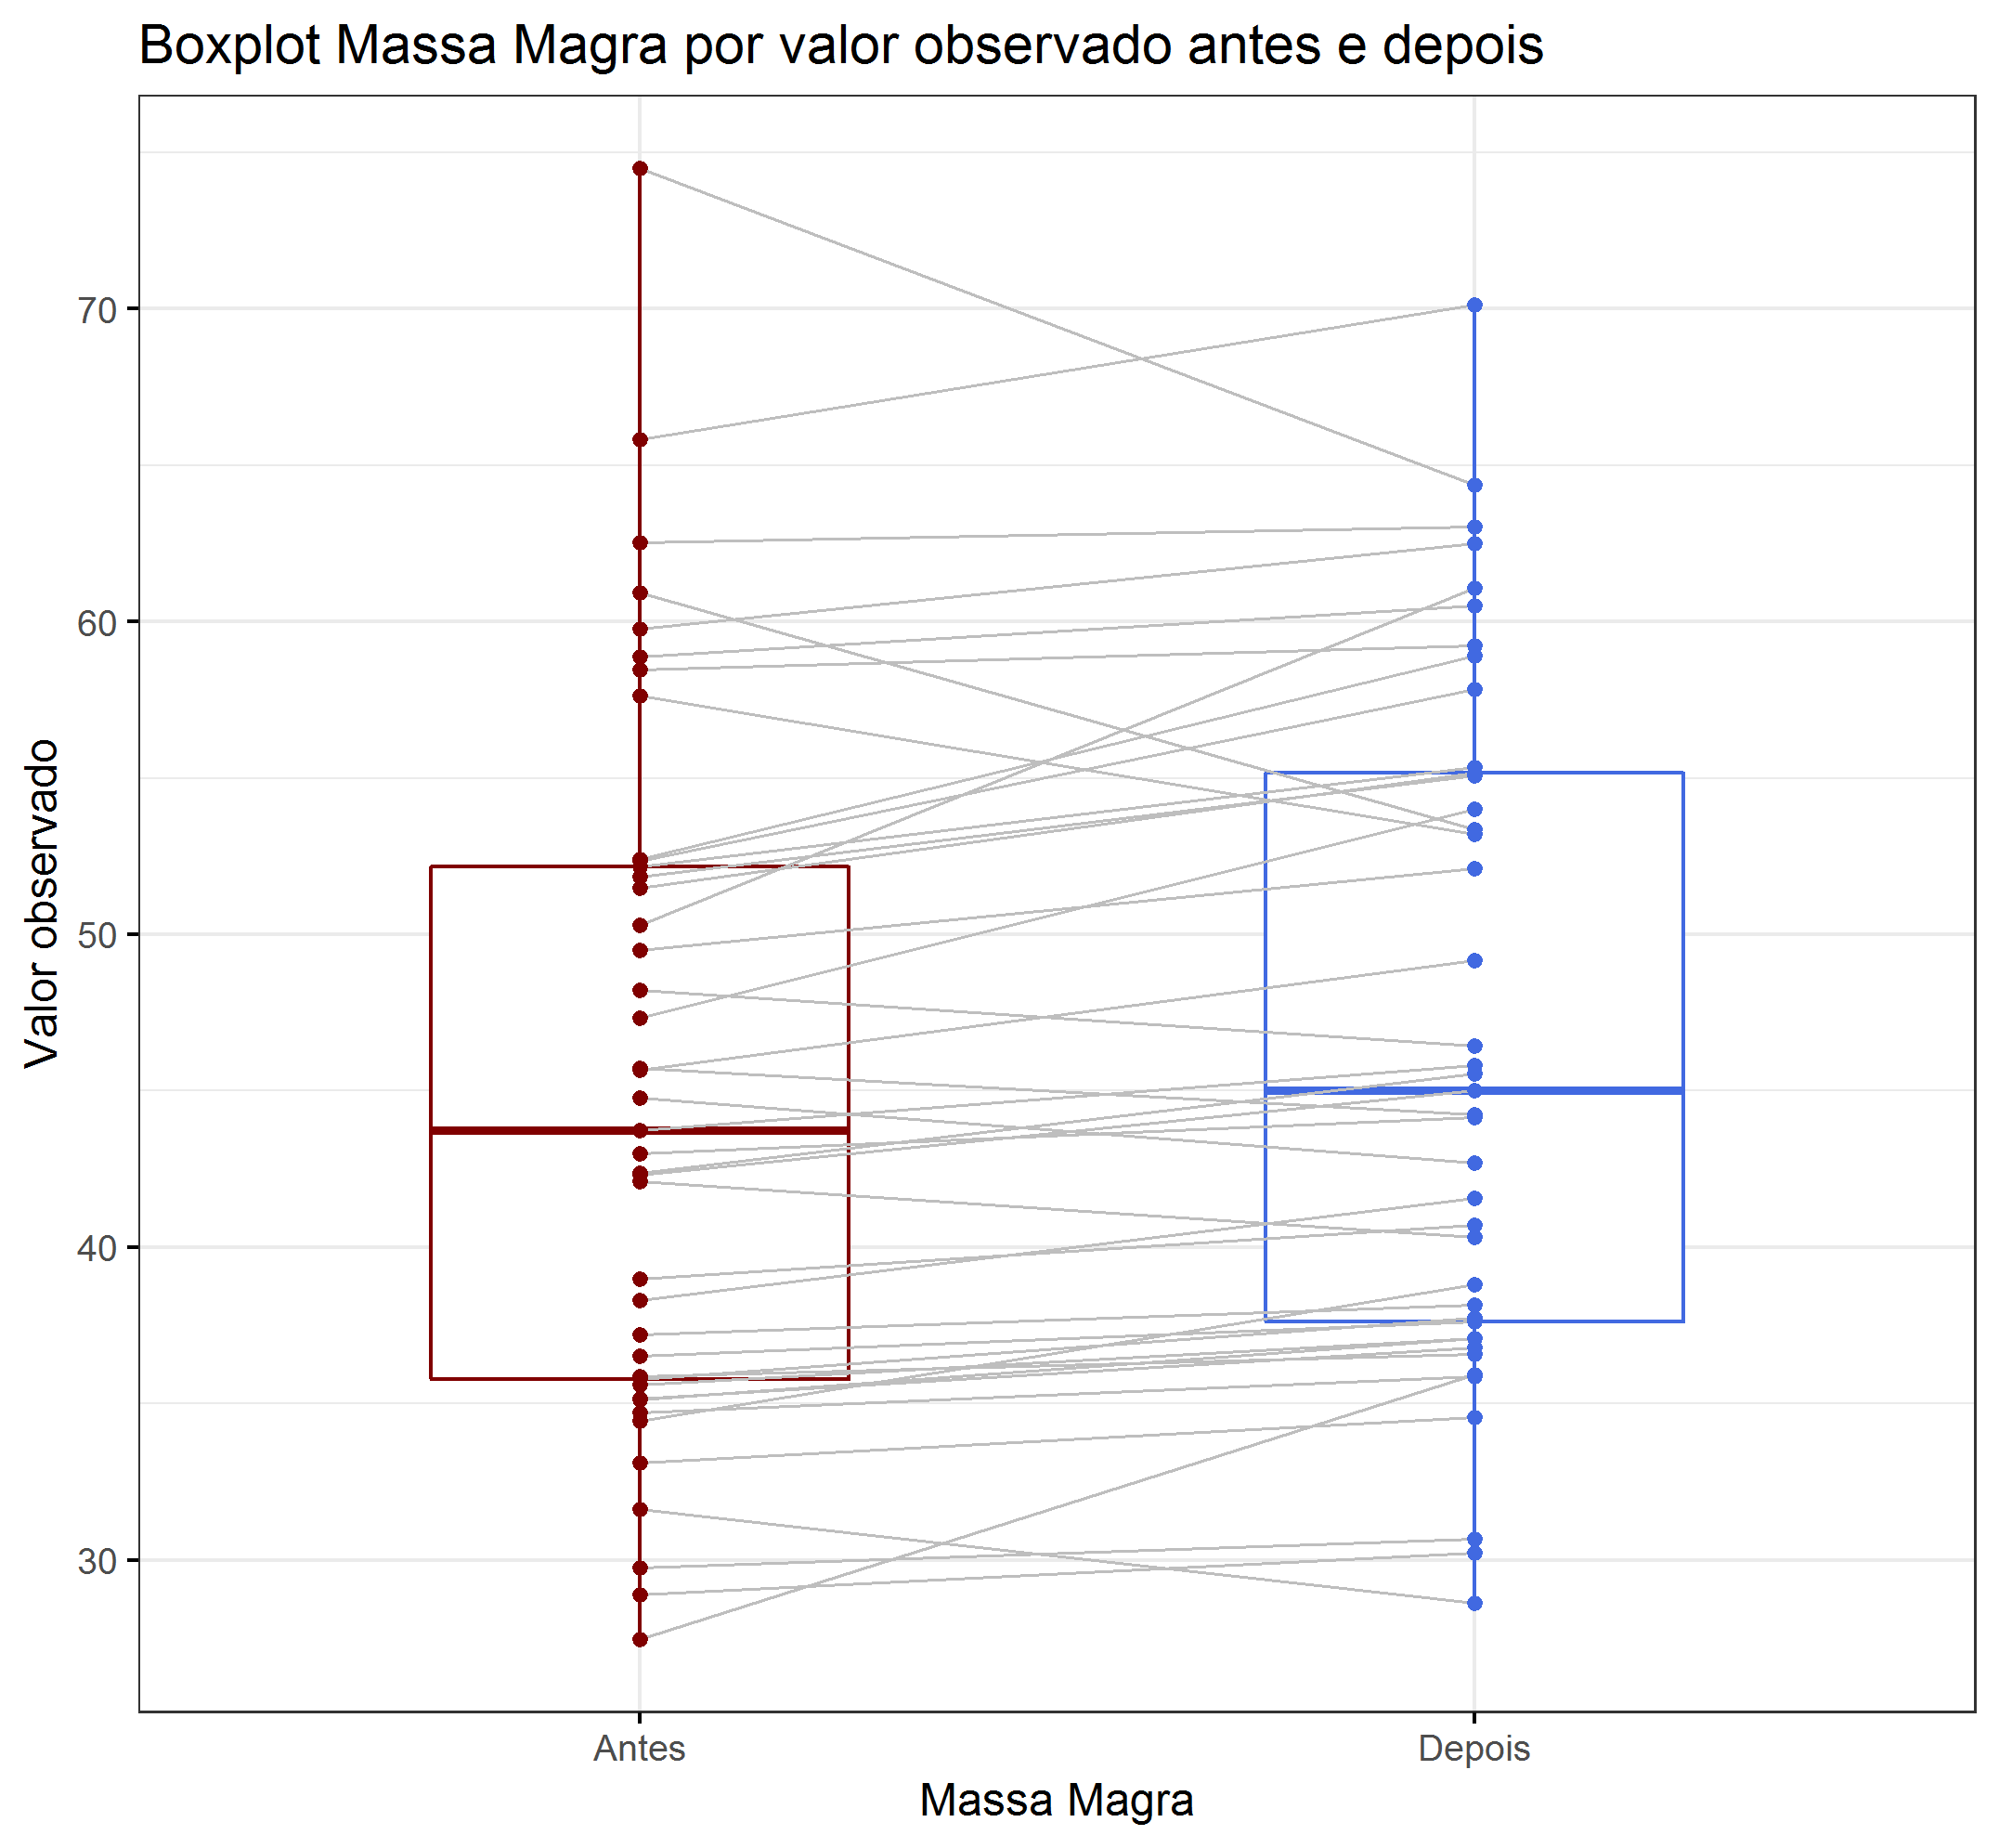 Boxplot Massa Magra por valor observado antes e depois
Valor observado
70
60
50
40
30
Antes
Depois
Massa Magra